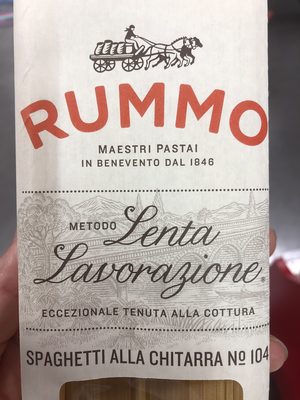 RUMMO
MAESTRI PASTAI
IN BENEVENTO DAL 1846
METODO Lenta
Lavorazione®
ECCEZIONALE TENUTA ALLA COTTURA
SPAGHETTI ALLA CHITARRA No 104